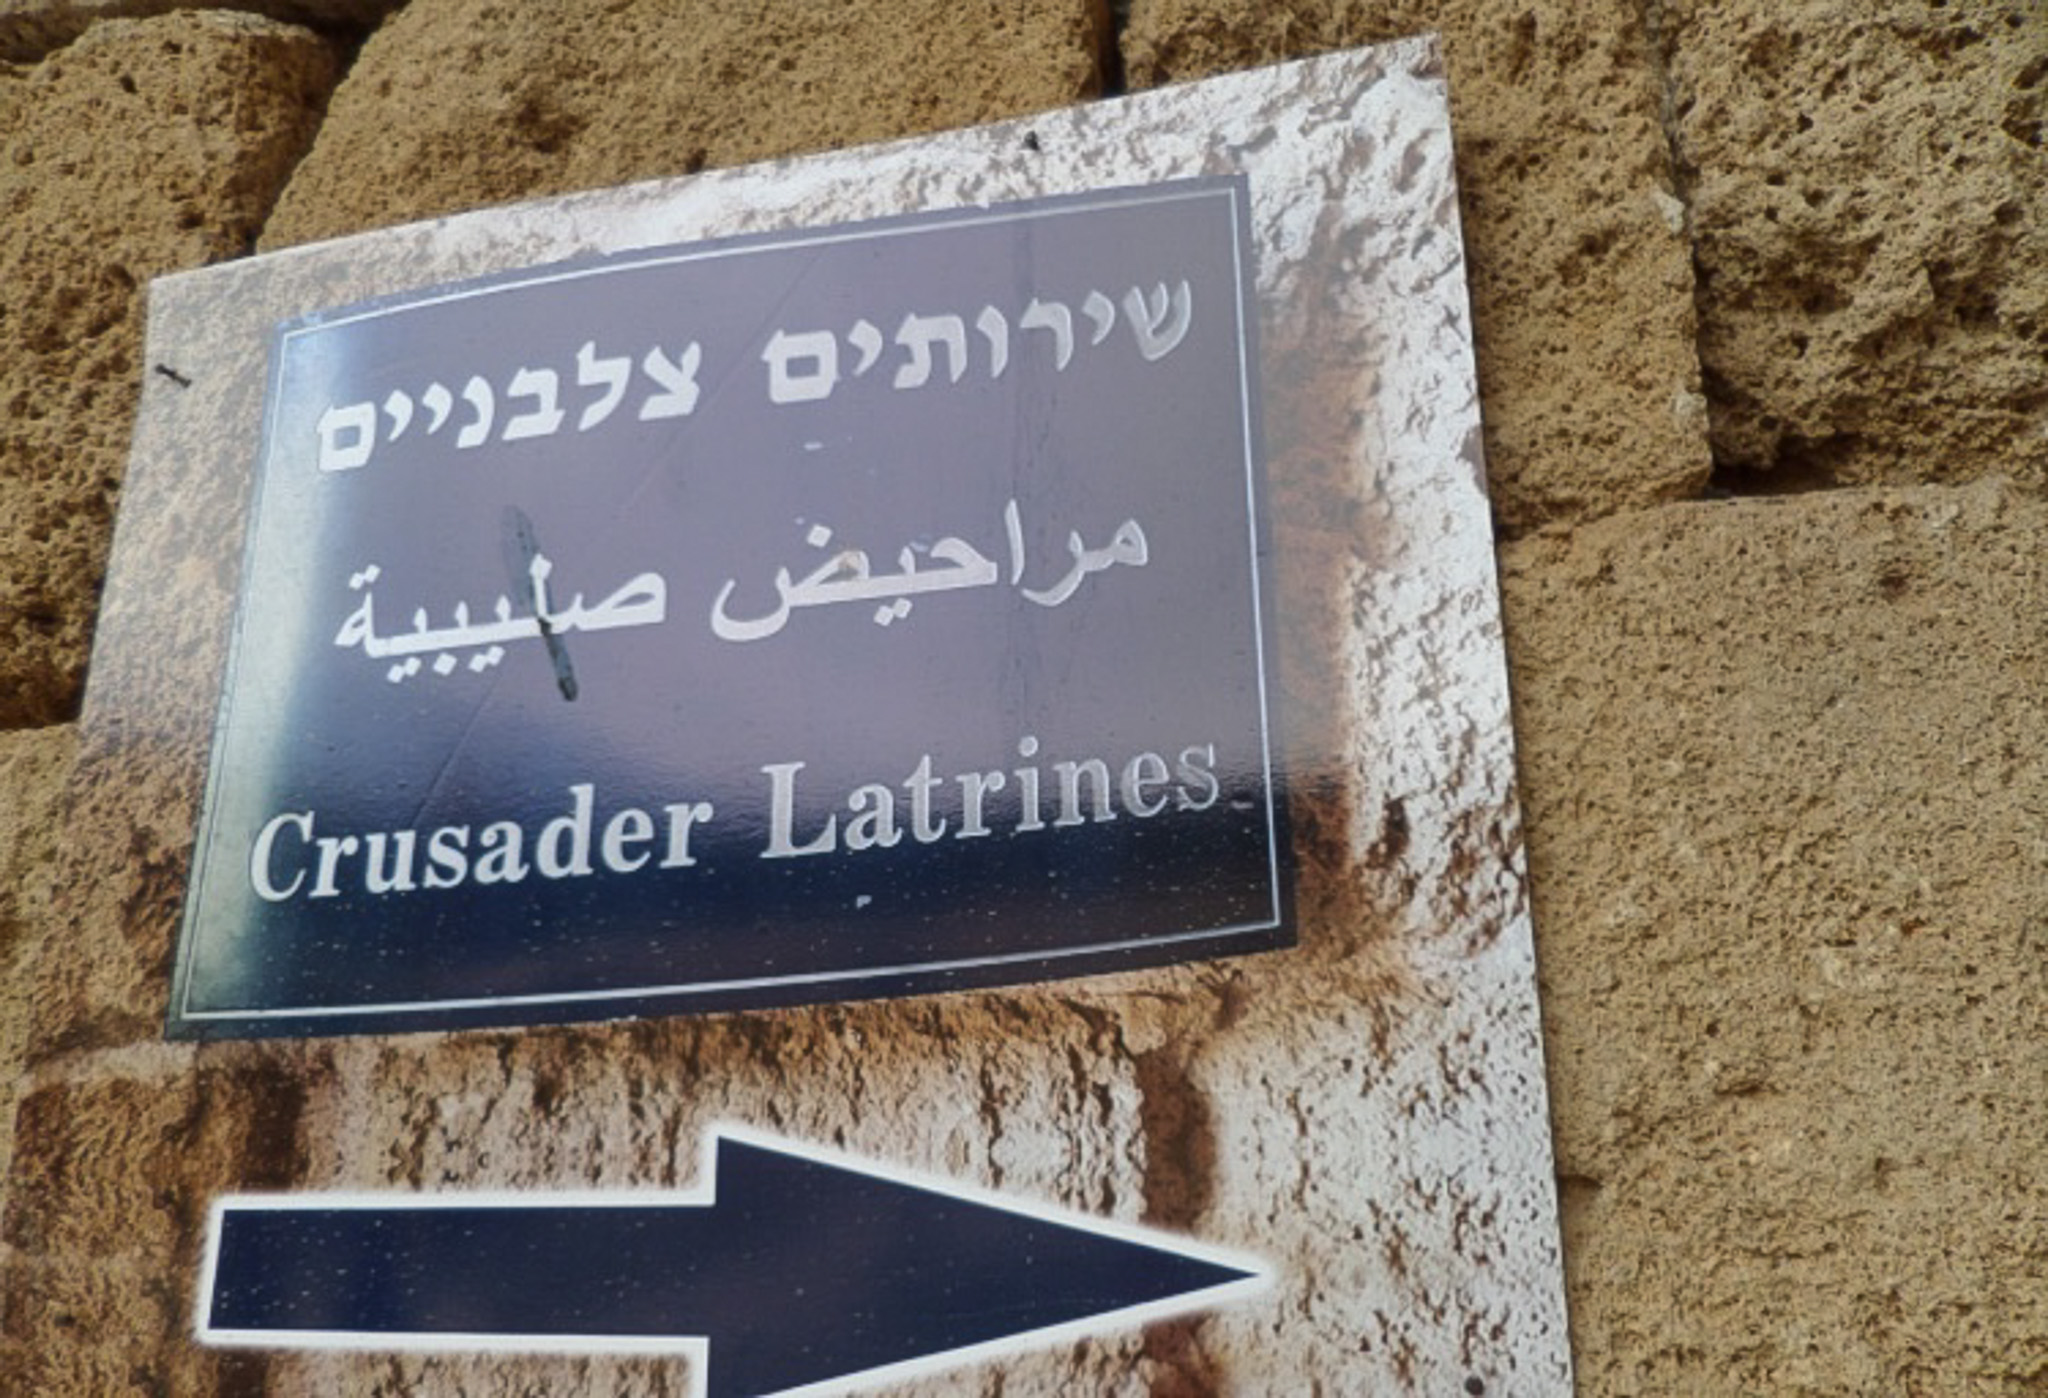 שירותים צלבניים
مراحيض صليبية
Crusader Latrines